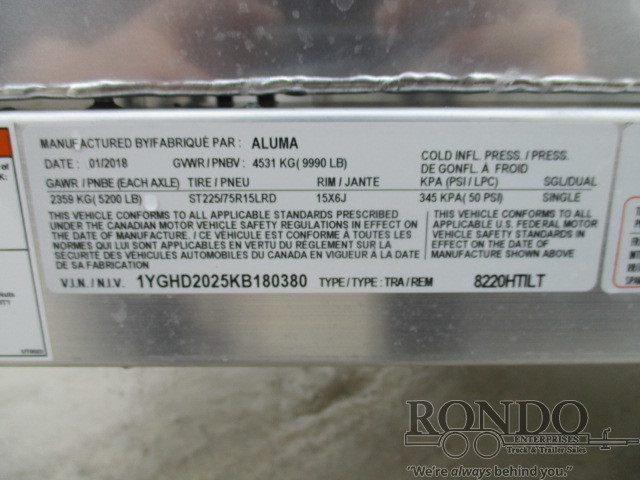 MANUFACTURED BY/FABRIQUÉ PAR : ALUMA
DATE : 01/2018 GVWR / PNBV : 4531 KG( 9990 LB)
COLD INFL. PRESS. / PRESS.
DE GONFL. À FROID
GAWR / PNBE (EACH AXLE) TIRE / PNEU RIM / JANTE KPA (PSI / LPC) SGL/DUAL
2359 KG( 5200 LB) ST225/75R15LRD 15X6J 345 KPA( 50 PSI) SINGLE
THIS VEHICLE CONFORMS TO ALL APPLICABLE STANDARDS PRESCRIBED
UNDER THE CANADIAN MOTOR VEHICLE SAFETY REGULATIONS IN EFFECT ON
THE DATE OF MANUFACTURE. / CE VÉHICULE EST CONFORME À TOUTES LES
NORMES QUI LUI SONT APPLICABLES EN VERTU DU RÈGLEMENT SUR LA
SÉCURITÉ DES VÉHICULES AUTOMOBILES DU CANADA EN VIGUEUR À LA DATE
DE SA FABRICATION
THIS VEHICLE CONFORMS TO ALL
APPLICABLE U.S. FEDERAL MOTOR
VEHICLE SAFETY STANDARDS IN
EFFECT ON THE DATE OF
MANUFACTURE SHOWN ABOVE.
V.I.N. / N.I.V. 1YGHD2025KB180380 TYPE / TYPE : TRA / REM 8220HTILT
RONDO
ENTERPRISES
Truck & Trailer Sales
"We're always behind you."